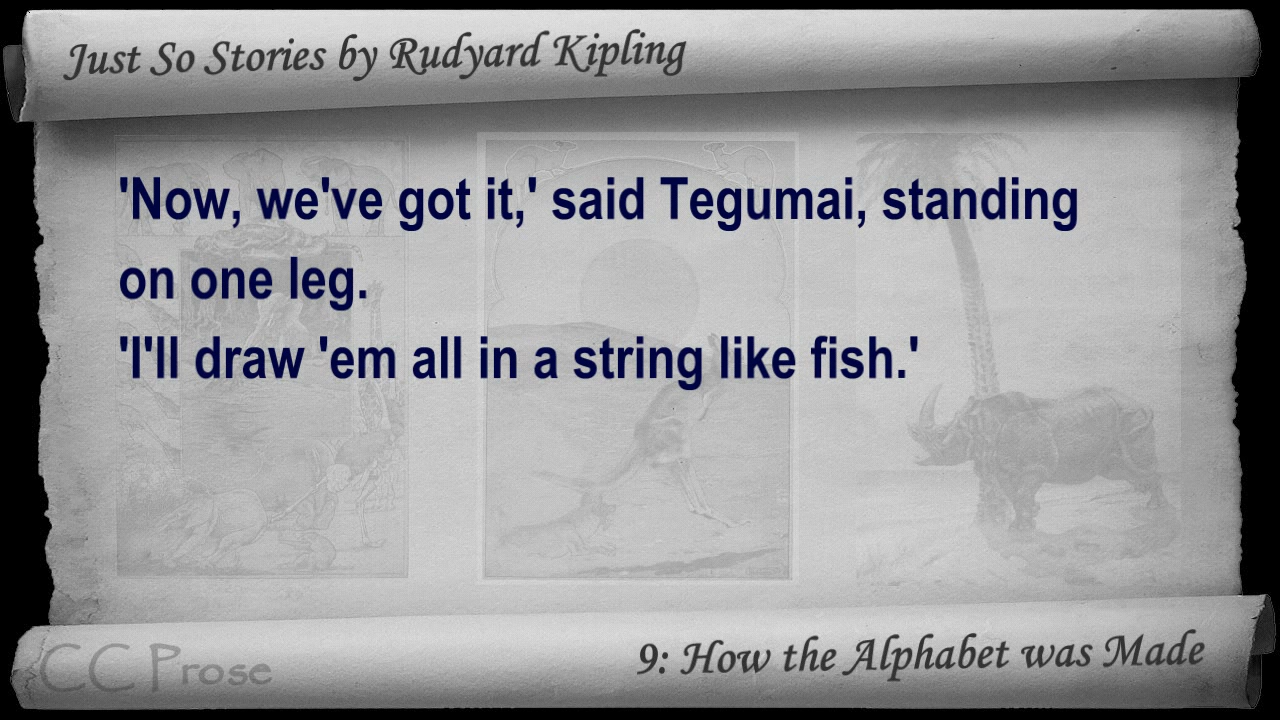 Just So Stories by Rudyard Kipling
'Now, we've got it,' said Tegumai, standing
on one leg.
'I'll draw 'em all in a string like fish.'
CC Prose
9: How the Alphabet was Made